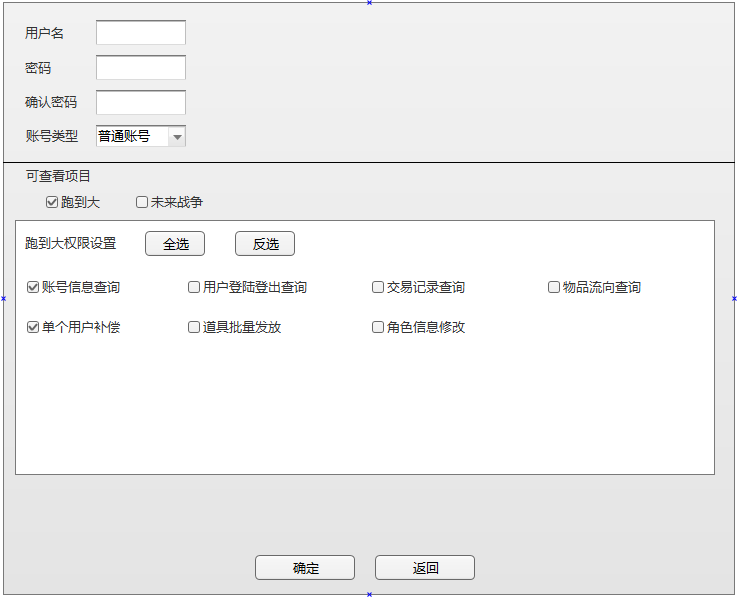 用户名
密码
确认密码
账号类型 普通账号
可查看项目
跑到大 未来战争
跑到大权限设置 全选 反选
账号信息查询 用户登陆登出查询 交易记录查询 物品流向查询
单个用户补偿 道具批量发放 角色信息修改
确定 返回